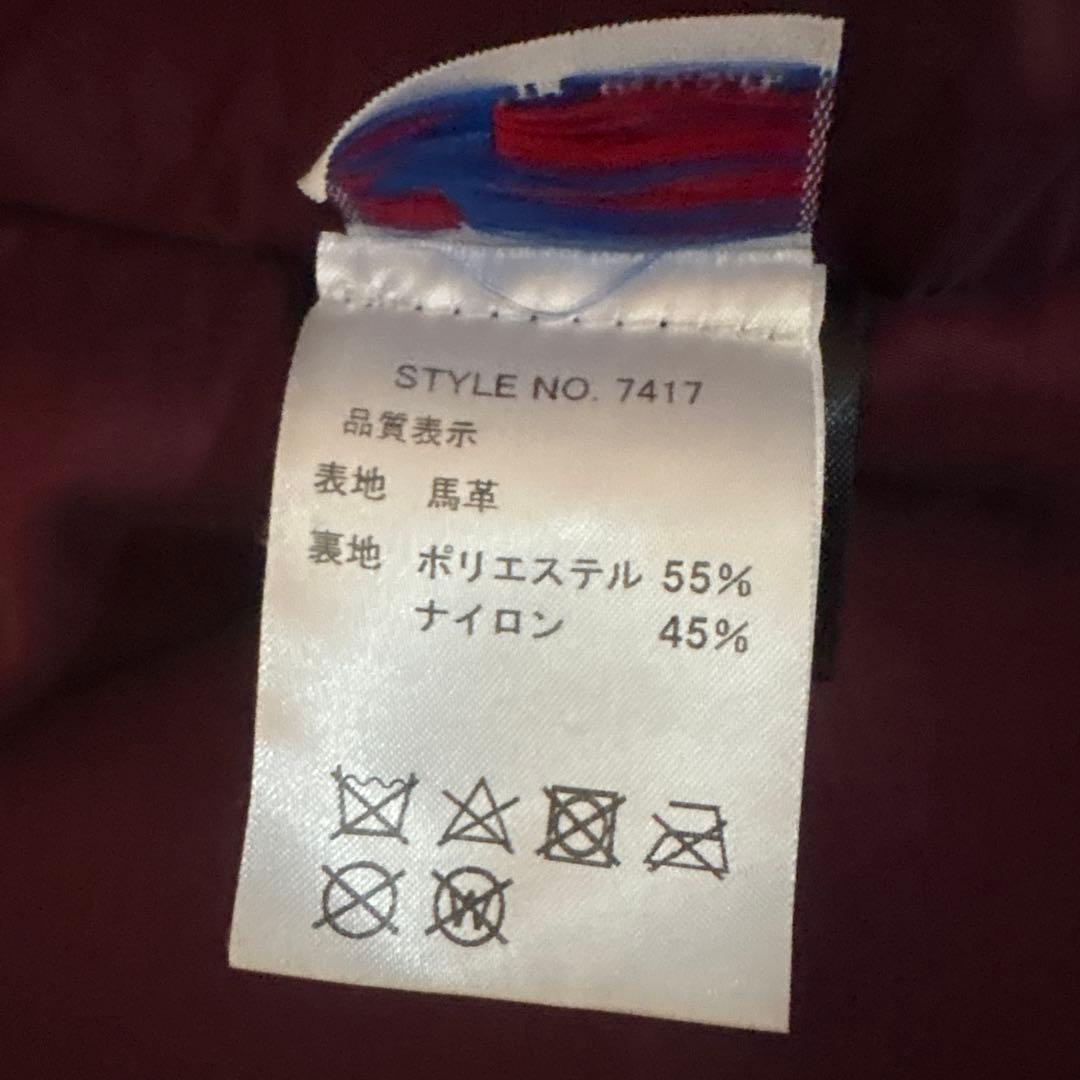 STYLE NO. 7417
品質表示
表地 馬革
裏地 ポリエステル 55%
ナイロン 45%
W